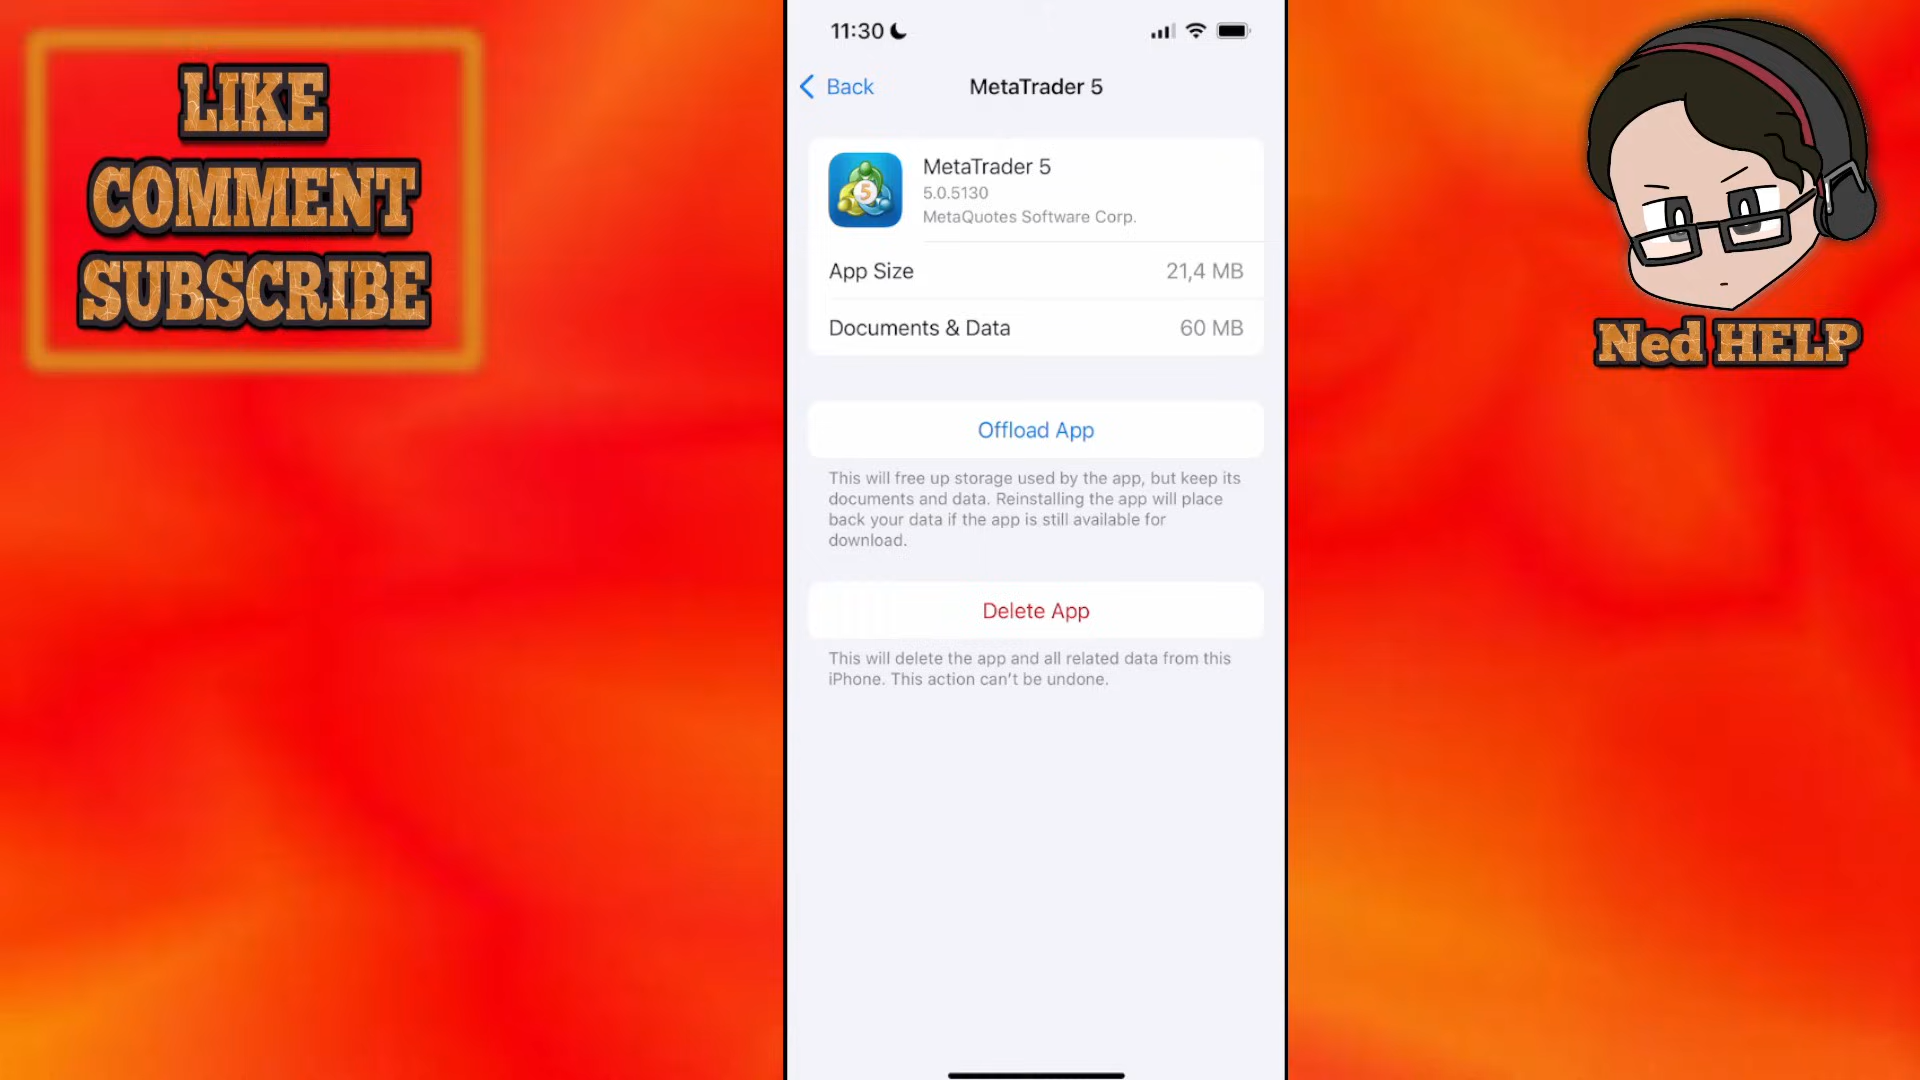 LIKE
COMMENT
SUBSCRIBE
11:30
Back
MetaTrader 5
5
MetaTrader 5
5.0.5130
MetaQuotes Software Corp.
App Size
21,4 MB
Documents & Data
60 MB
Offload App
This will free up storage used by the app, but keep its
documents and data. Reinstalling the app will place
back your data if the app is still available for
download.
Delete App
This will delete the app and all related data from this
iPhone. This action can't be undone.
Ned HELP